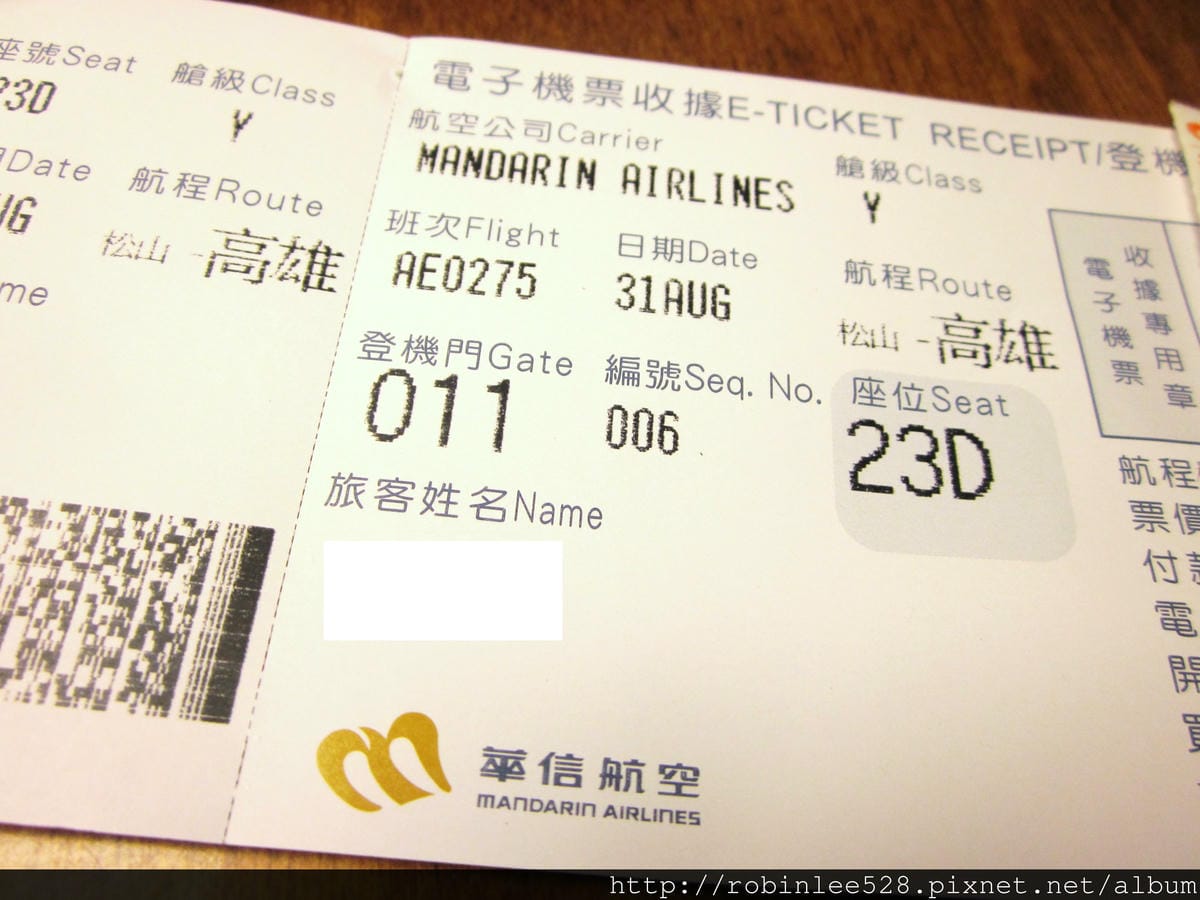 座號Seat
23D
艙級Class
Y
Date
航程Route
松山 - 高雄
電子機票收據E-TICKET RECEIPT/登機
航空公司Carrier
MANDARIN AIRLINES
艙級Class
Y
班次Flight
AE0275
日期Date
31AUG
航程Route
松山 - 高雄
登機門Gate
011
編號Seq. No.
006
座位Seat
23D
旅客姓名Name
華信航空
MANDARIN AIRLINES
電子機票
收據專用章
航程
票價
付款
電
開
http://robinlee528.pixnet.net/album